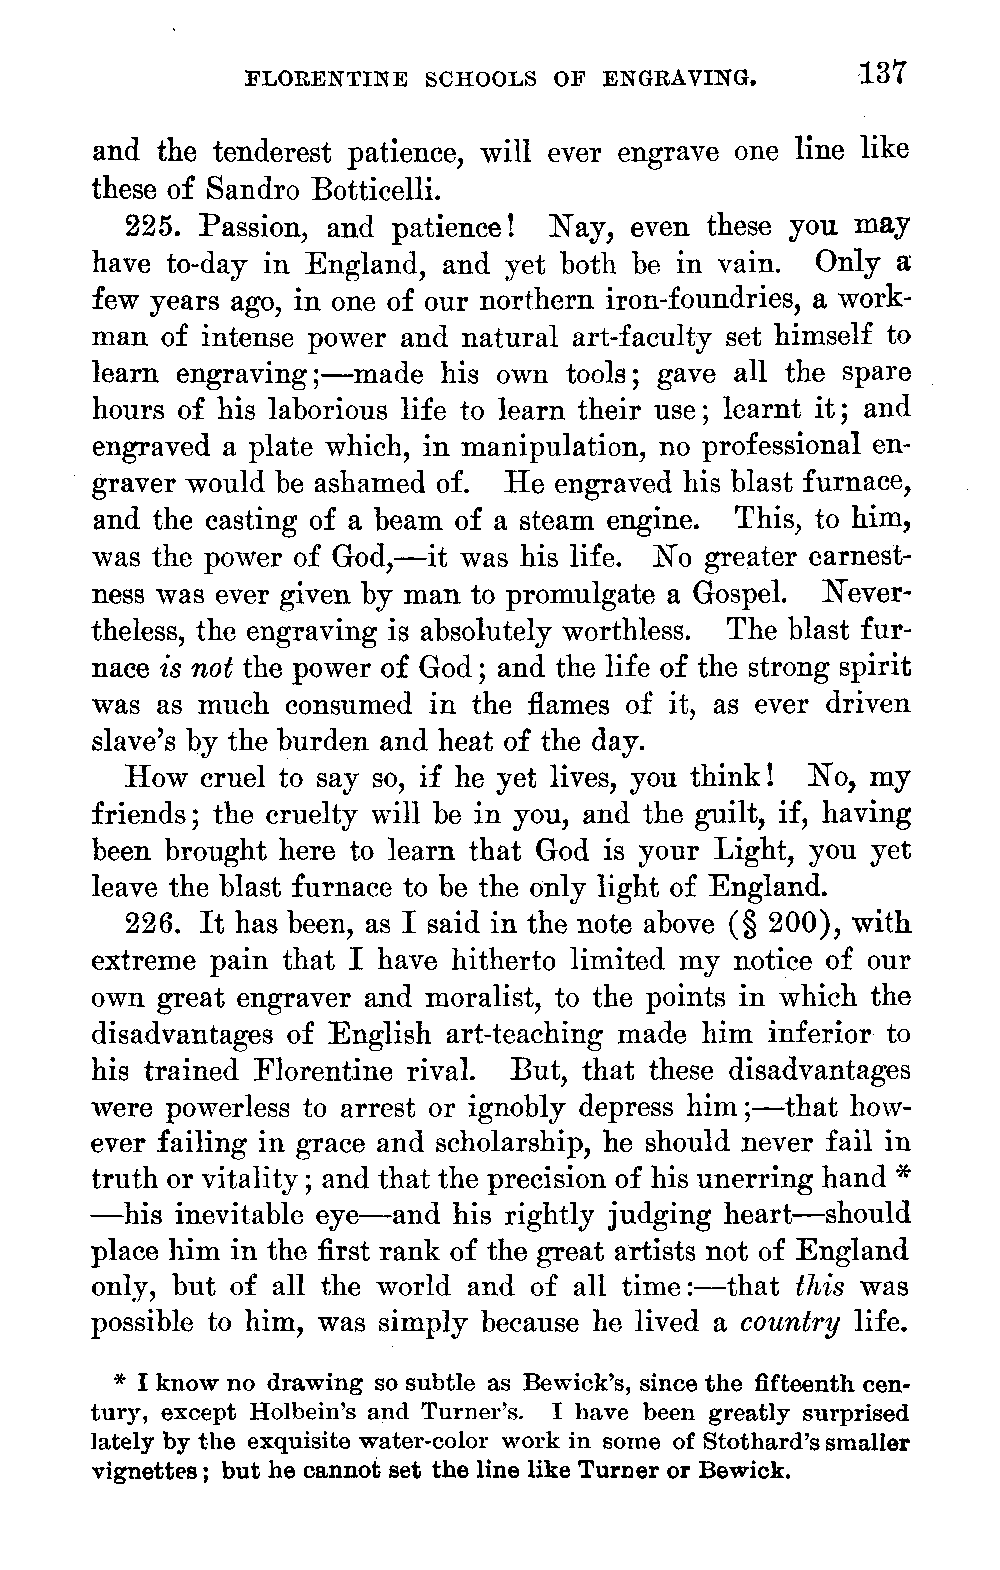 FLORENTINE SCHOOLS OF ENGRAVING. 137
and the tenderest patience, will ever engrave one line like
these of Sandro Botticelli.
225. Passion, and patience! Nay, even these you may
have to-day in England, and yet both be in vain. Only a
few years ago, in one of our northern iron-foundries, a work-
man of intense power and natural art-faculty set himself to
learn engraving;—made his own tools; gave all the spare
hours of his laborious life to learn their use; learnt it; and
engraved a plate which, in manipulation, no professional en-
graver would be ashamed of. He engraved his blast furnace,
and the casting of a beam of a steam engine. This, to him,
was the power of God,—it was his life. No greater earnest-
ness was ever given by man to promulgate a Gospel. Never-
theless, the engraving is absolutely worthless. The blast fur-
nace is not the power of God; and the life of the strong spirit
was as much consumed in the flames of it, as ever driven
slave's by the burden and heat of the day.
How cruel to say so, if he yet lives, you think! No, my
friends; the cruelty will be in you, and the guilt, if, having
been brought here to learn that God is your Light, you yet
leave the blast furnace to be the only light of England.
226. It has been, as I said in the note above (§ 200), with
extreme pain that I have hitherto limited my notice of our
own great engraver and moralist, to the points in which the
disadvantages of English art-teaching made him inferior to
his trained Florentine rival. But, that these disadvantages
were powerless to arrest or ignobly depress him;—that how-
ever failing in grace and scholarship, he should never fail in
truth or vitality; and that the precision of his unerring hand *
—his inevitable eye—and his rightly judging heart—should
place him in the first rank of the great artists not of England
only, but of all the world and of all time:—that this was
possible to him, was simply because he lived a country life.
* I know no drawing so subtle as Bewick's, since the fifteenth cen-
tury, except Holbein's and Turner's. I have been greatly surprised
lately by the exquisite water-color work in some of Stothard's smaller
vignettes; but he cannot set the line like Turner or Bewick.